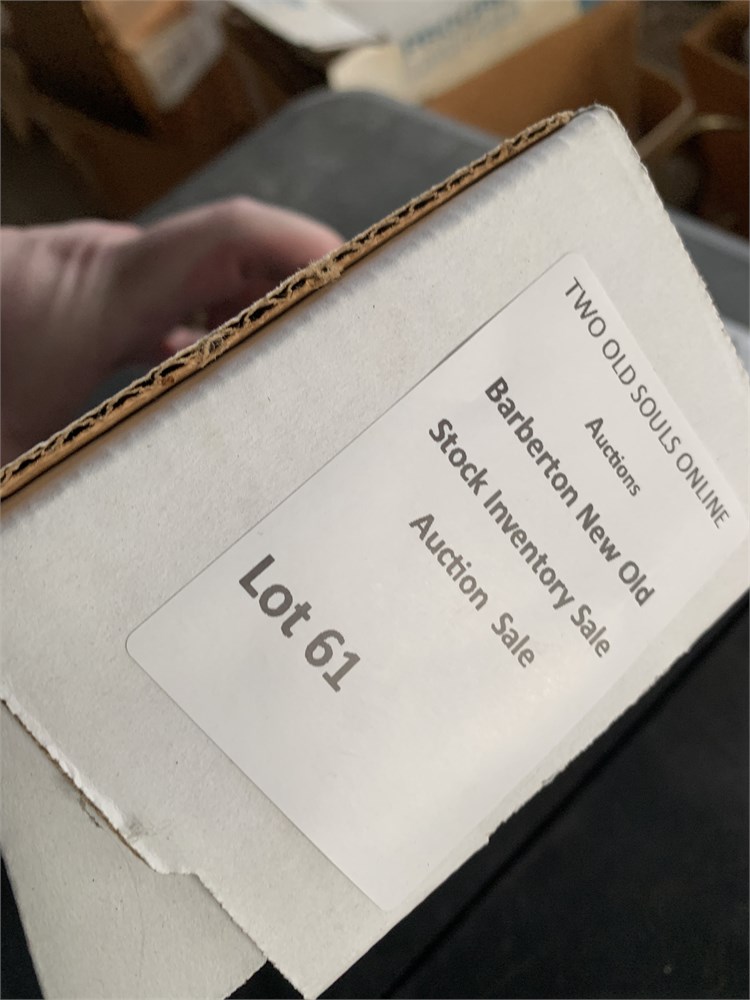 TWO OLD SOULS ONLINE
Auctions
Barberton New Old
Stock Inventory Sale
Auction Sale
Lot 61